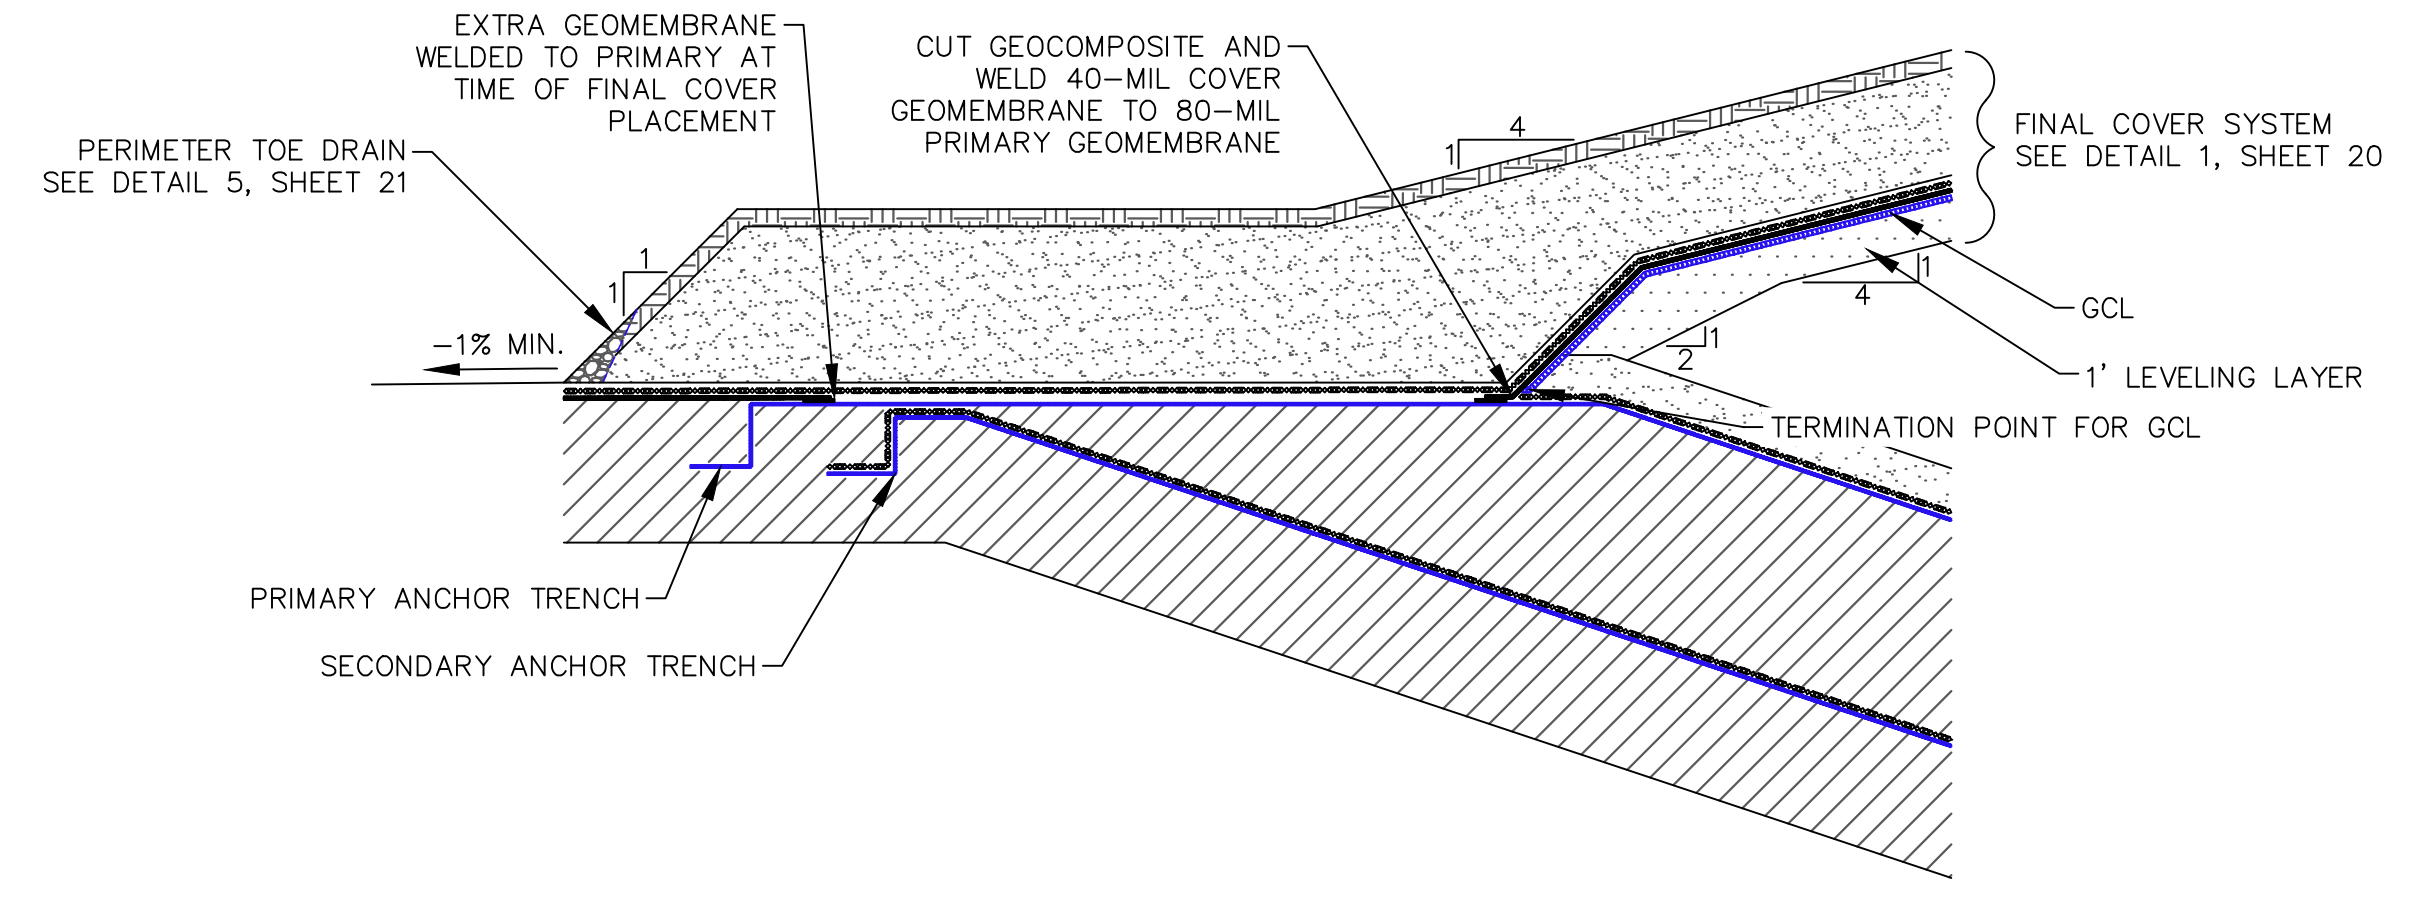 EXTRA GEOMEMBRANE
WELDED TO PRIMARY AT
TIME OF FINAL COVER
PLACEMENT
CUT GEOCOMPOSITE AND
WELD 40-MIL COVER
GEOMEMBRANE TO 80-MIL
PRIMARY GEOMEMBRANE
PERIMETER TOE DRAIN
SEE DETAIL 5, SHEET 21
4
1
FINAL COVER SYSTEM
SEE DETAIL 1, SHEET 20
1
1
-1% MIN.
1
4
GCL
1
2
1' LEVELING LAYER
TERMINATION POINT FOR GCL
PRIMARY ANCHOR TRENCH
SECONDARY ANCHOR TRENCH